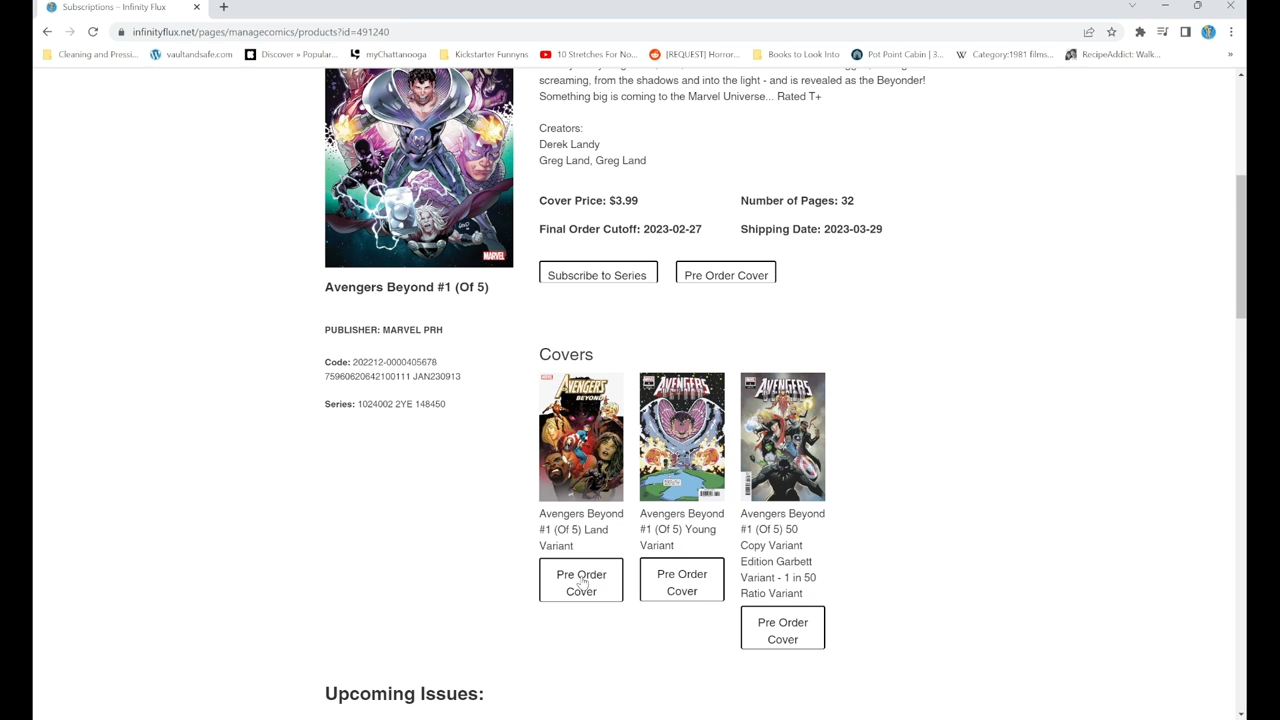 Subscriptions – Infinity Flux
infinityflux.net/pages/managecomics/products?id=491240
Cleaning and Pressi... vaultandsafe.com Discover » Popular... myChattanooga Kickstarter Funnyns 10 Stretches For No... [REQUEST] Horror... Books to Look Into Pot Point Cabin | 3... Category:1981 films... RecipeAdict: Walk... »
screaming, from the shadows and into the light - and is revealed as the Beyonder!
Something big is coming to the Marvel Universe... Rated T+
Creators:
Derek Landy
Greg Land, Greg Land
Cover Price: $3.99 Number of Pages: 32
Final Order Cutoff: 2023-02-27 Shipping Date: 2023-03-29
MARVEL
Subscribe to Series Pre Order Cover
Avengers Beyond #1 (Of 5)
PUBLISHER: MARVEL PRH
Code: 202212-0000405678
75960620642100111 JAN230913
Series: 1024002 2YE 148450
Covers
AVENGERS BEYOND
AVENGERS
AVENGERS
Avengers Beyond
#1 (Of 5) Land
Variant
Pre Order
Cover
Avengers Beyond
#1 (Of 5) Young
Variant
Pre Order
Cover
Avengers Beyond
#1 (Of 5) 50
Copy Variant
Edition Garbett
Variant - 1 in 50
Ratio Variant
Pre Order
Cover
Upcoming Issues: